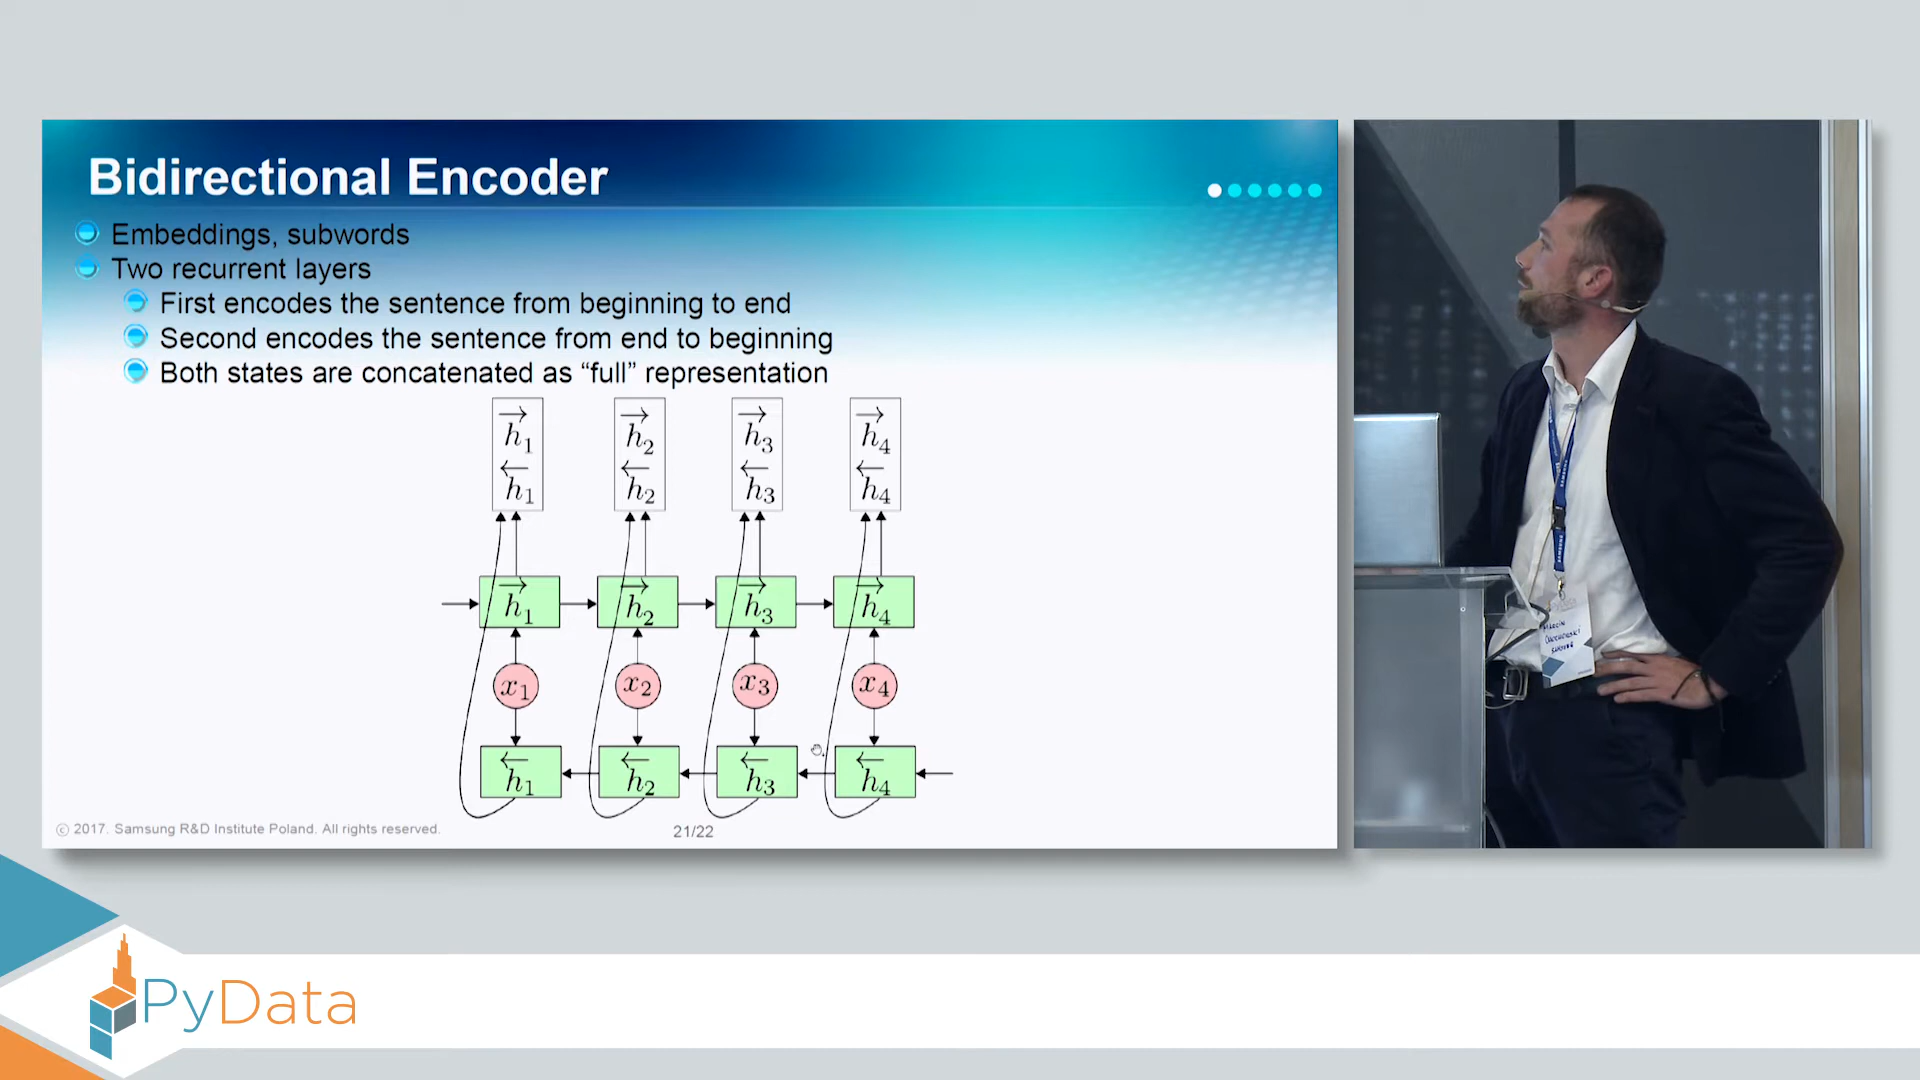 Bidirectional Encoder
Embeddings, subwords
Two recurrent layers
First encodes the sentence from beginning to end
Second encodes the sentence from end to beginning
Both states are concatenated as “full” representation
→h₁ →h₂ →h₃ →h₄
←h₁ ←h₂ ←h₃ ←h₄
→h₁ →h₂ →h₃ →h₄
x₁ x₂ x₃ x₄
←h₁ ←h₂ ←h₃ ←h₄
© 2017. Samsung R&D Institute Poland. All rights reserved.
21/22
SAMSUNG
SAMSUNG
PyData